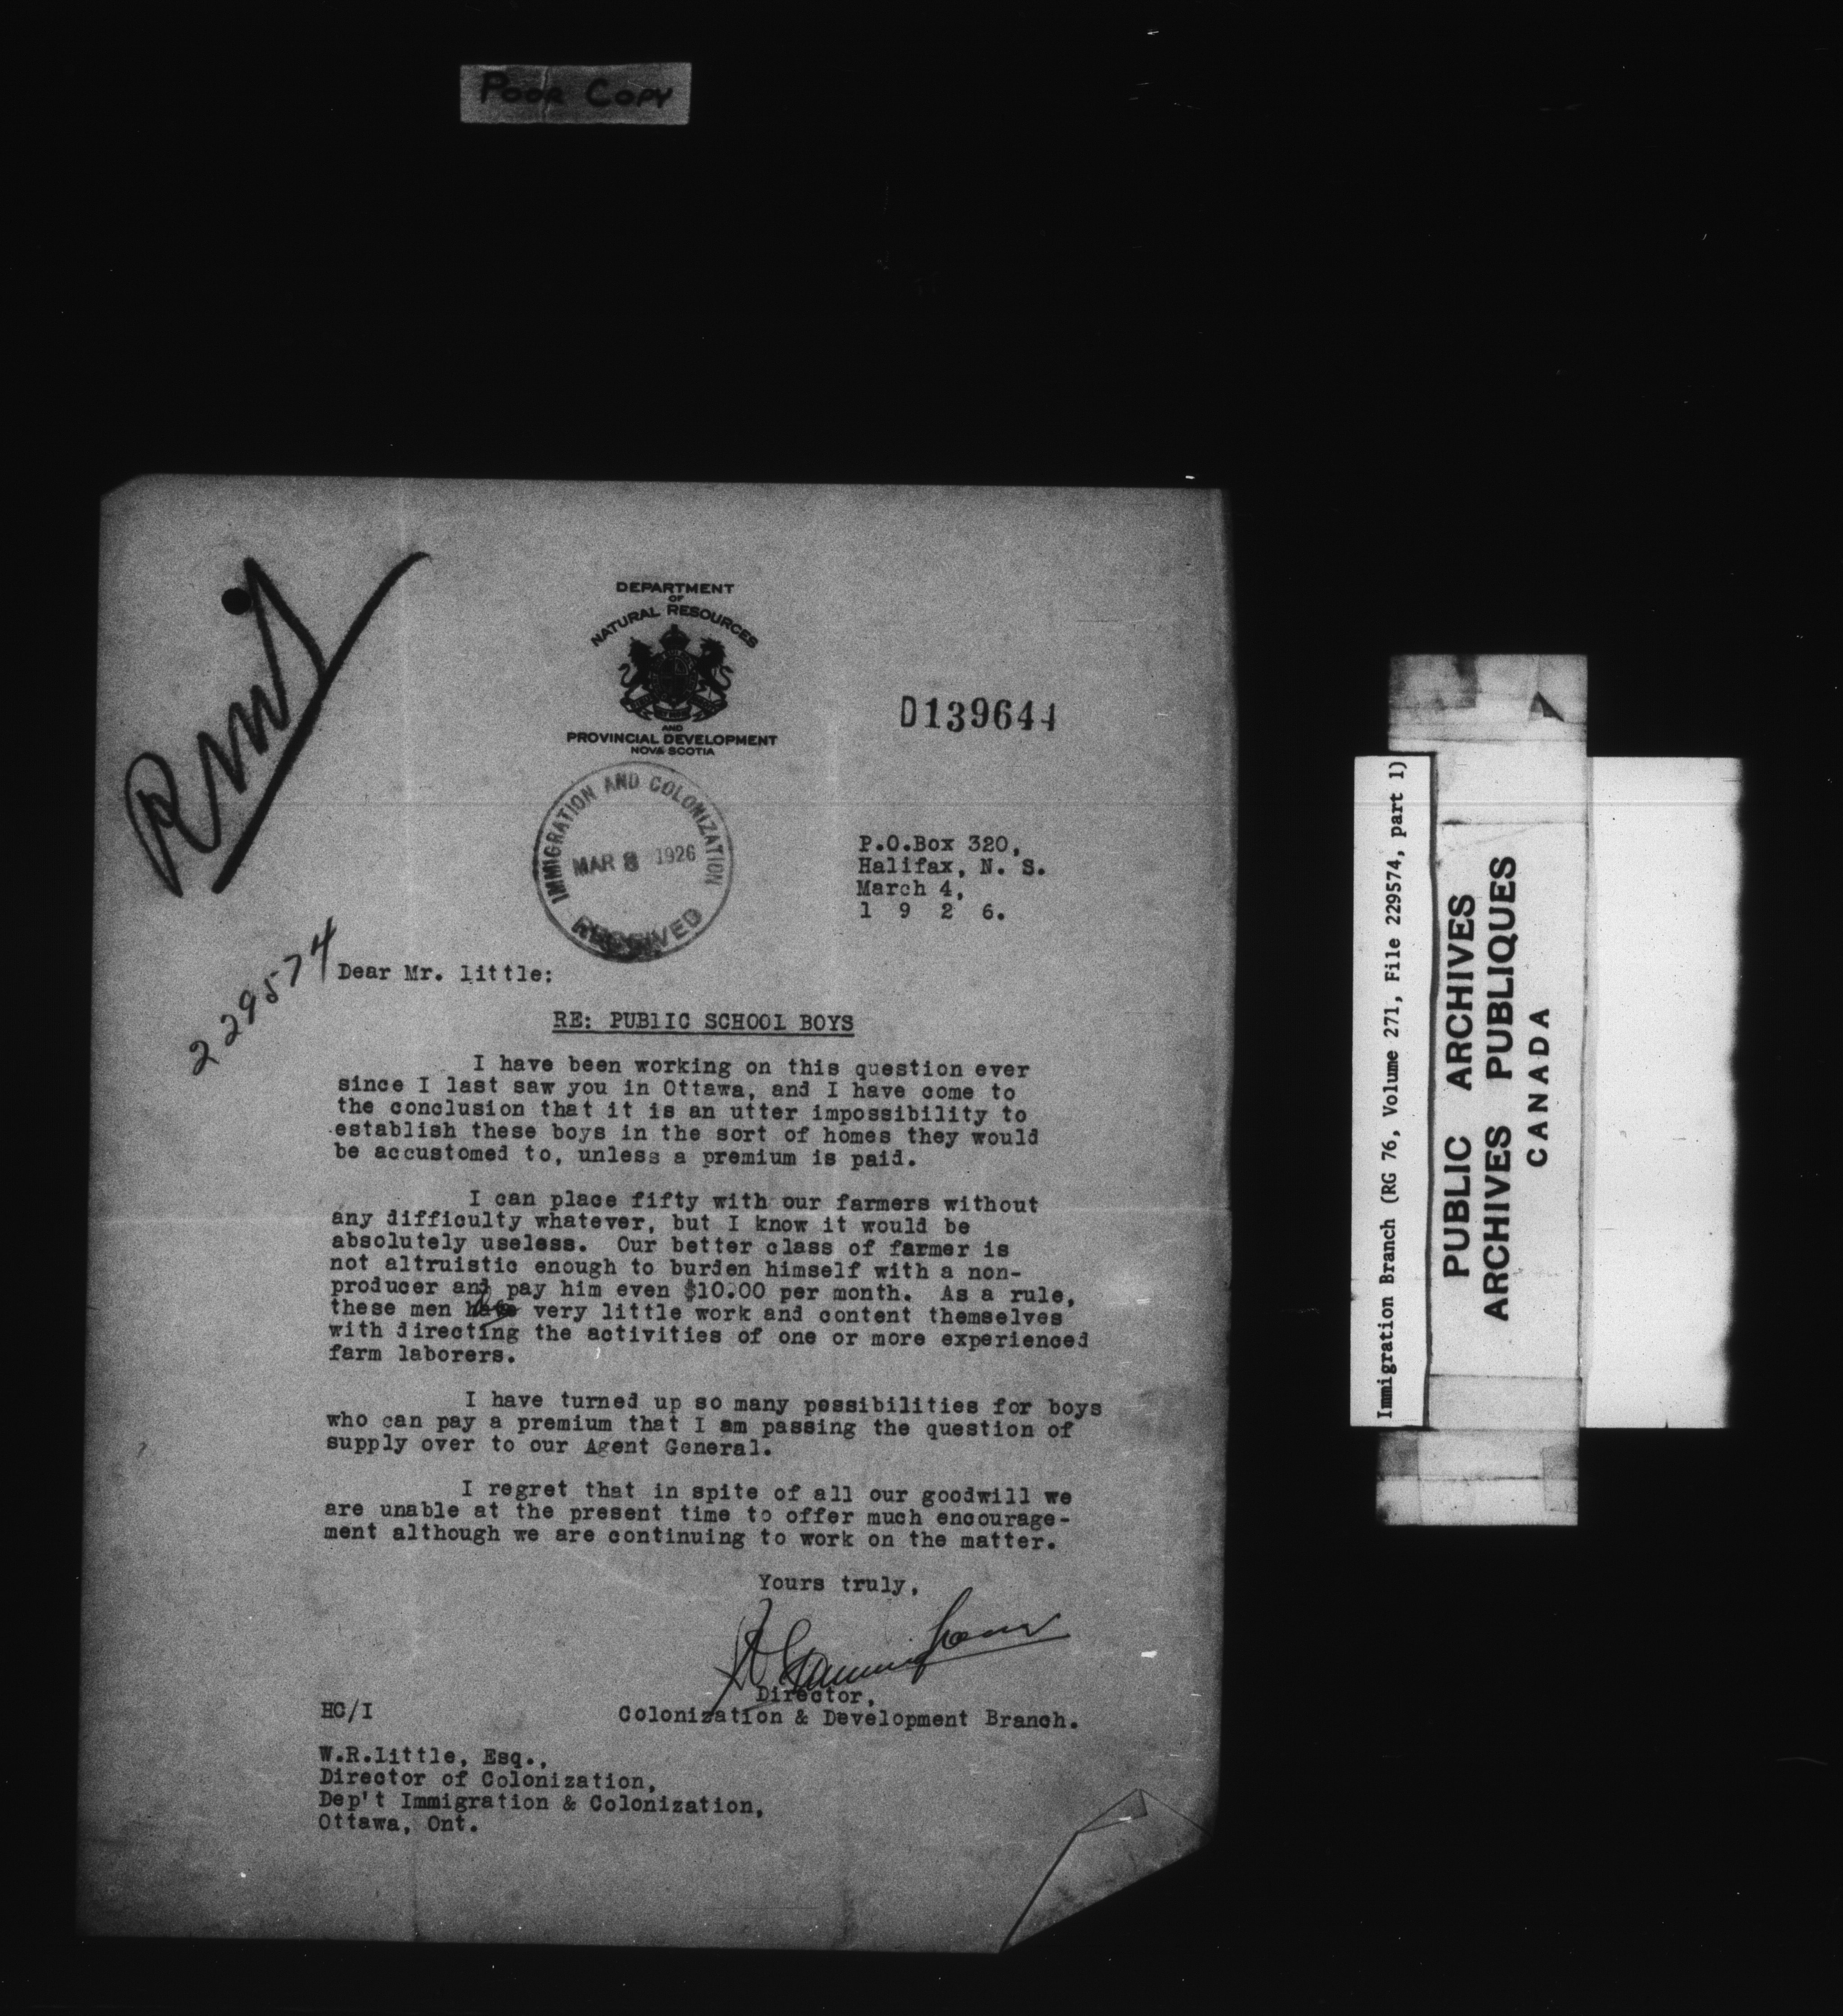 POOR COPY
DEPARTMENT
OF
NATURAL RESOURCES
AND
PROVINCIAL DEVELOPMENT
NOVA SCOTIA
D139644
IMMIGRATION AND COLONIZATION
MAR 8 1926
RECEIVED
P.O.Box 320,
Halifax, N. S.
March 4,
1 9 2 6.
229574
Dear Mr. little:
RE: PUBlIC SCHOOl BOYS
I have been working on this question ever
since I last saw you in Ottawa, and I have come to
the conclusion that it is an utter impossibility to
establish these boys in the sort of homes they would
be accustomed to, unless a premium is paid.
I can place fifty with our farmers without
any difficulty whatever, but I know it would be
absolutely useless. Our better class of farmer is
not altruistic enough to burden himself with a non-
producer and pay him even $10.00 per month. As a rule,
these men do very little work and content themselves
with directing the activities of one or more experienced
farm laborers.
I have turned up so many possibilities for boys
who can pay a premium that I am passing the question of
supply over to our Agent General.
I regret that in spite of all our goodwill we
are unable at the present time to offer much encourage-
ment although we are continuing to work on the matter.
Yours truly,
Director,
HC/I
Colonization & Development Branch.
W.R.little, Esq.,
Director of Colonization,
Dep't Immigration & Colonization,
Ottawa, Ont.
Immigration Branch (RG 76, Volume 271, File 229574, part 1)
PUBLIC ARCHIVES
ARCHIVES PUBLIQUES
CANADA